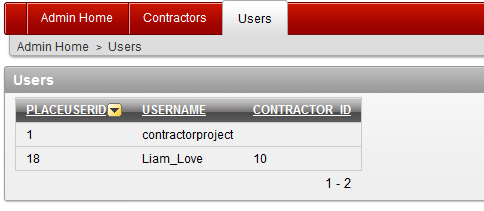 Admin Home Contractors Users
Admin Home > Users
Users
PLACEUSERID USERNAME CONTRACTOR_ID
1 contractorproject
18 Liam_Love 10
1 - 2